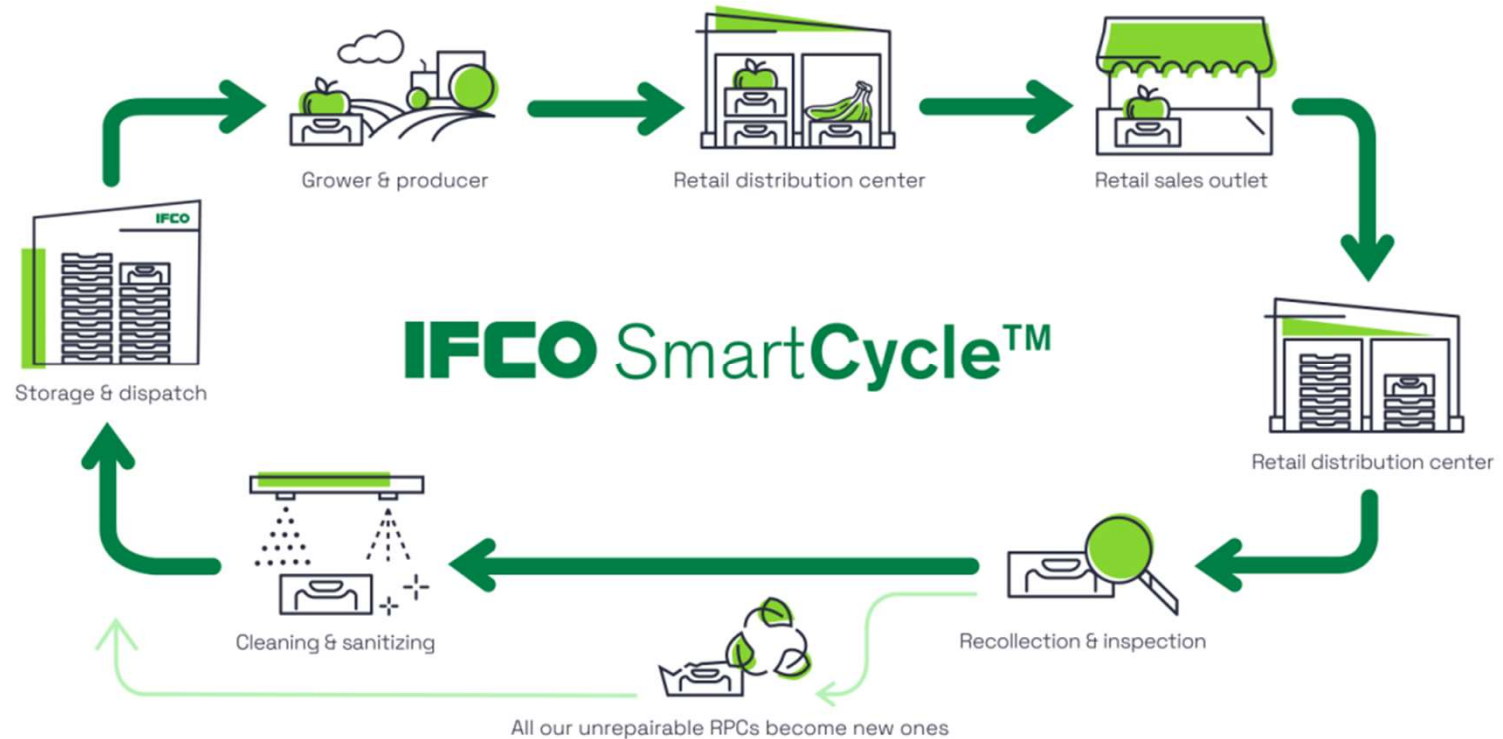 Grower & producer
Retail distribution center
Retail sales outlet
IFCO
Storage & dispatch
IFCO SmartCycle™
Retail distribution center
Cleaning & sanitizing
Recollection & inspection
All our unrepairable RPCs become new ones